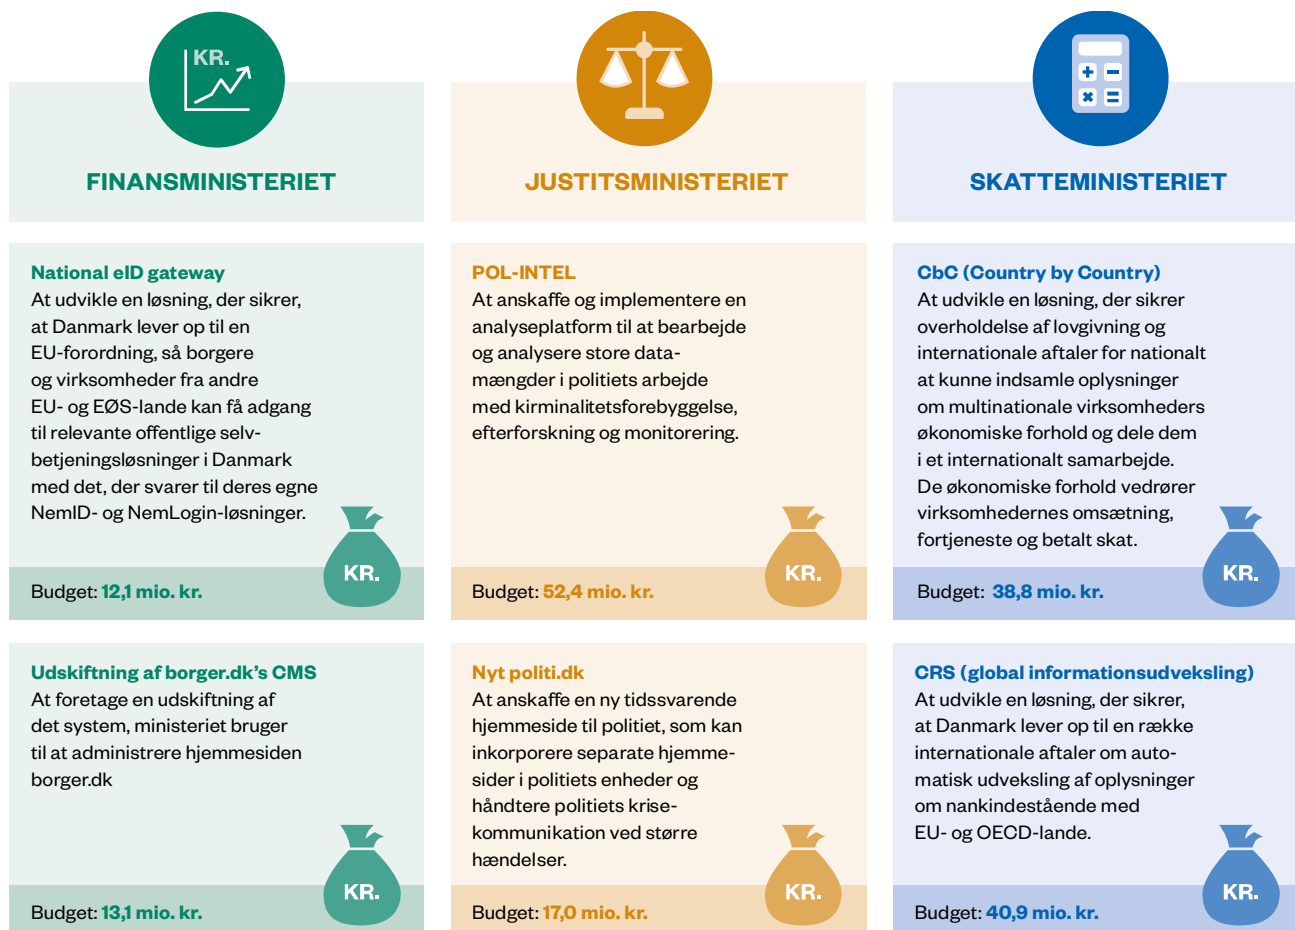 KR.
FINANSMINISTERIET
National eID gateway
At udvikle en løsning, der sikrer,
at Danmark lever op til en
EU-forordning, så borgere
og virksomheder fra andre
EU- og EØS-lande kan få adgang
til relevante offentlige selv-
betjeningsløsninger i Danmark
med det, der svarer til deres egne
NemID- og NemLogin-løsninger.
KR.
Budget: 12,1 mio. kr.
Udskiftning af borger.dk’s CMS
At foretage en udskiftning af
det system, ministeriet bruger
til at administrere hjemmesiden
borger.dk
KR.
Budget: 13,1 mio. kr.
JUSTITSMINISTERIET
POL-INTEL
At anskaffe og implementere en
analyseplatform til at bearbejde
og analysere store data-
mængder i politiets arbejde
med kirminalitetsforebyggelse,
efterforskning og monitorering.
KR.
Budget: 52,4 mio. kr.
Nyt politi.dk
At anskaffe en ny tidssvarende
hjemmeside til politiet, som kan
inkorporere separate hjemme-
sider i politiets enheder og
håndtere politiets krise-
kommunikation ved større
hændelser.
KR.
Budget: 17,0 mio. kr.
SKATTEMINISTERIET
CbC (Country by Country)
At udvikle en løsning, der sikrer
overholdelse af lovgivning og
internationale aftaler for nationalt
at kunne indsamle oplysninger
om multinationale virksomheders
økonomiske forhold og dele dem
i et internationalt samarbejde.
De økonomiske forhold vedrører
virksomhedernes omsætning,
fortjeneste og betalt skat.
KR.
Budget: 38,8 mio. kr.
CRS (global informationsudveksling)
At udvikle en løsning, der sikrer,
at Danmark lever op til en række
internationale aftaler om auto-
matisk udveksling af oplysninger
om nankindestående med
EU- og OECD-lande.
KR.
Budget: 40,9 mio. kr.